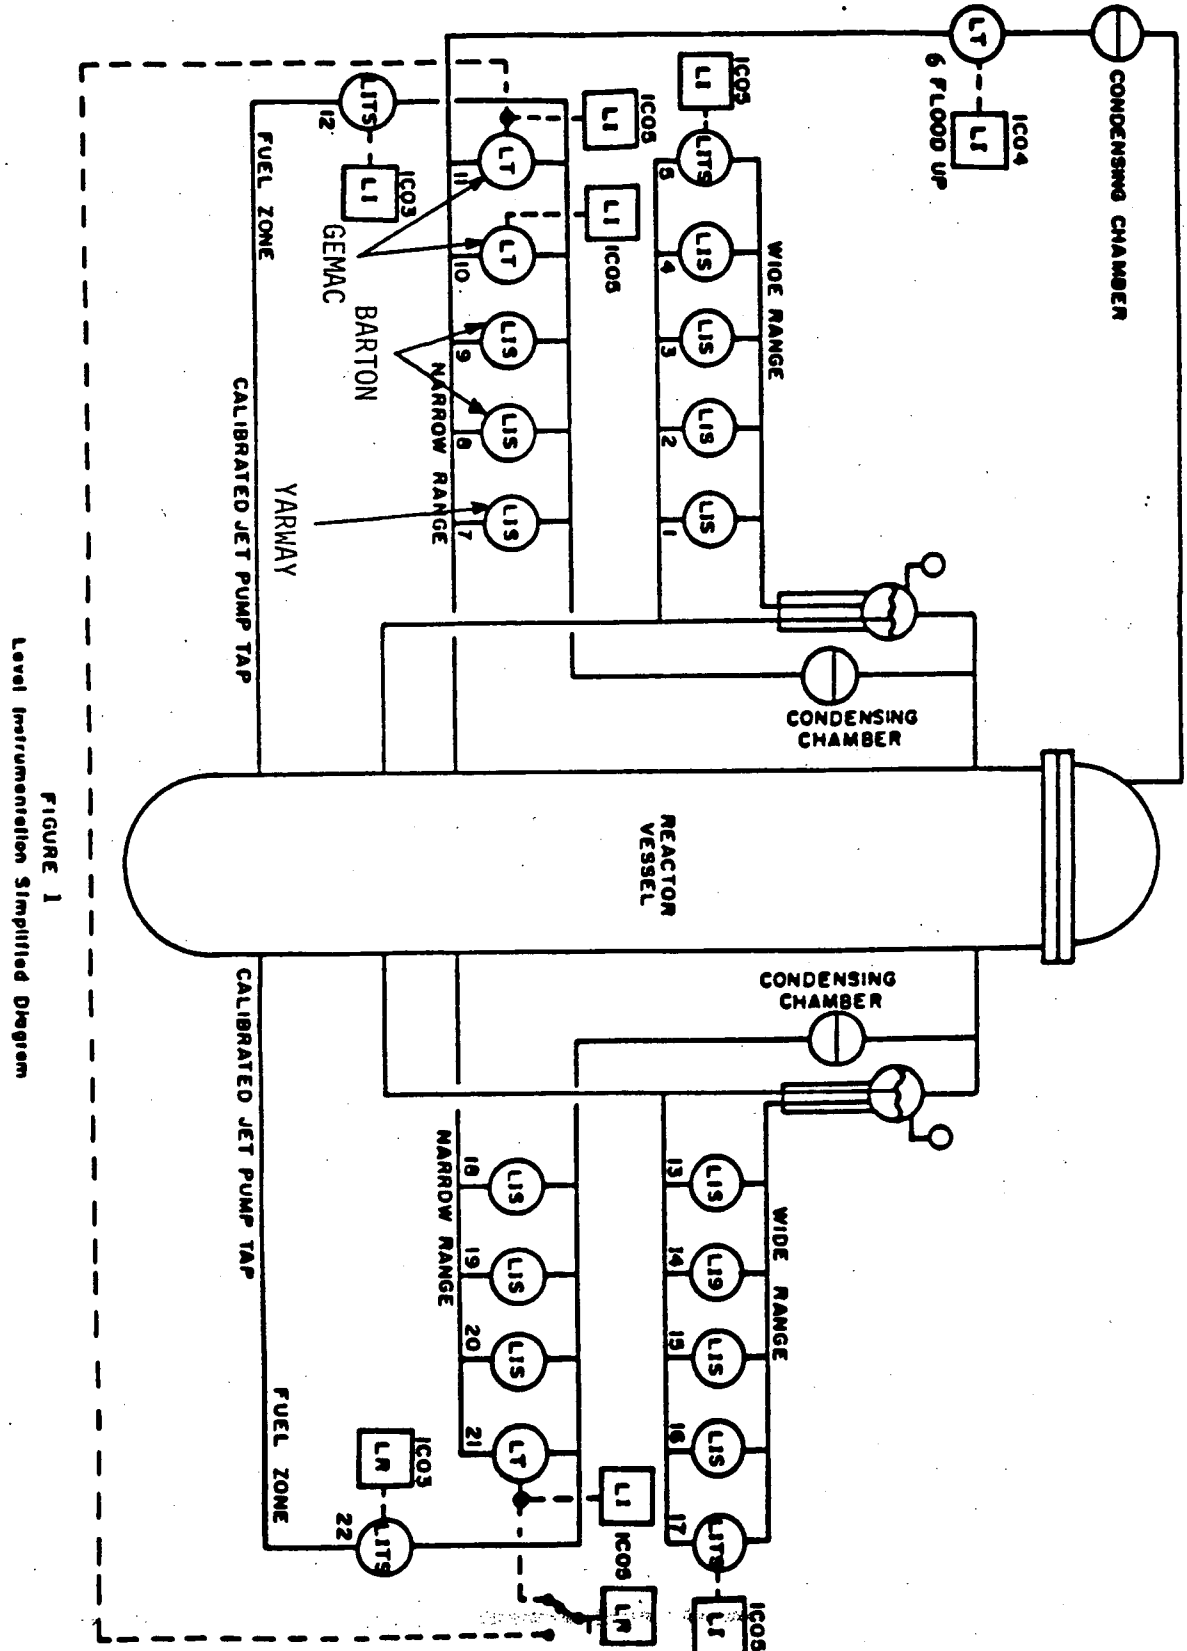 CONDENSING CHAMBER
LT
IC04
LI
6 FLOOD UP
CONDENSING
CHAMBER
CONDENSING
CHAMBER
WIDE RANGE
WIDE RANGE
IC05
LI
LITS
LIS
LIS
LIS
LIS
5
4
3
2
1
LIS
LIS
LIS
LIS
LITS
13
14
15
16
17
IC05
LI
REACTOR
VESSEL
IC05
LI
LI
IC05
LT
LT
LIS
LIS
LIS
11
10
9
8
7
NARROW RANGE
LIS
LIS
LIS
LT
18
19
20
21
NARROW RANGE
LI
IC05
LR
LITS
12
IC03
LI
GEMAC
BARTON
YARWAY
IC03
LR
LITS
22
FUEL ZONE
CALIBRATED JET PUMP TAP
CALIBRATED JET PUMP TAP
FUEL ZONE
FIGURE 1
Level Instrumentation Simplified Diagram